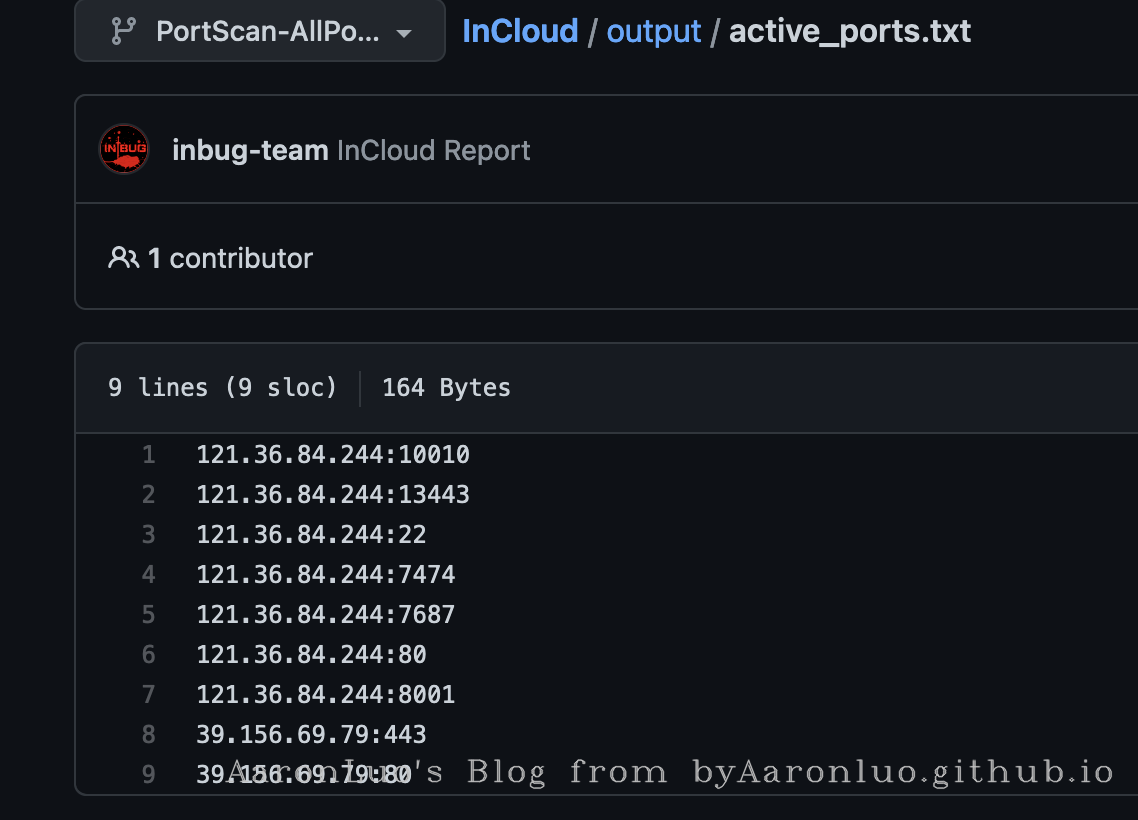 PortScan-AllPo... InCloud / output / active_ports.txt
INBUG
inbug-team InCloud Report
1 contributor
9 lines (9 sloc) 164 Bytes
1 121.36.84.244:10010
2 121.36.84.244:13443
3 121.36.84.244:22
4 121.36.84.244:7474
5 121.36.84.244:7687
6 121.36.84.244:80
7 121.36.84.244:8001
8 39.156.69.79:443
9 39.156.69.79:80
AaronLuo's Blog from byAaronluo.github.io